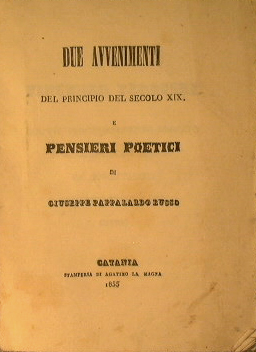 DUE AVVENIMENTI
DEL PRINCIPIO DEL SECOLO XIX.
E
PENSIERI POETICI
DI
GIUSEPPE PAPPALARDO RUSSO
CATANIA
STAMPERIA DI AGATINO LA MAGNA
1855